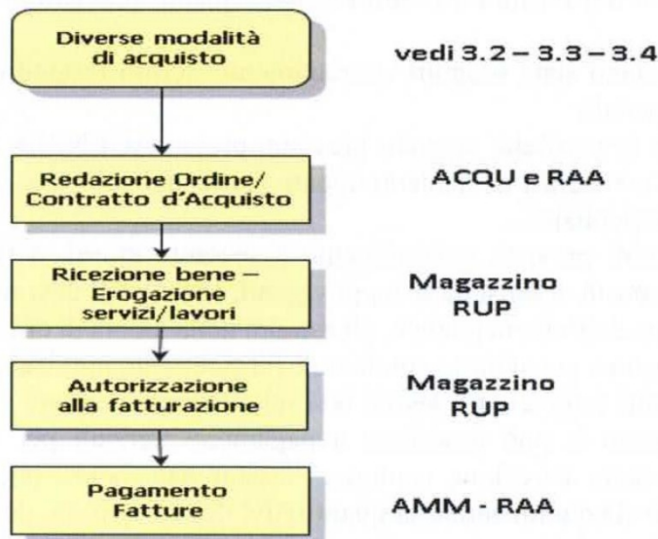 Diverse modalità
di acquisto
vedi 3.2 – 3.3 – 3.4
Redazione Ordine/
Contratto d'Acquisto
ACQU e RAA
Ricezione bene –
Erogazione
servizi/lavori
Magazzino
RUP
Autorizzazione
alla fatturazione
Magazzino
RUP
Pagamento
Fatture
AMM - RAA